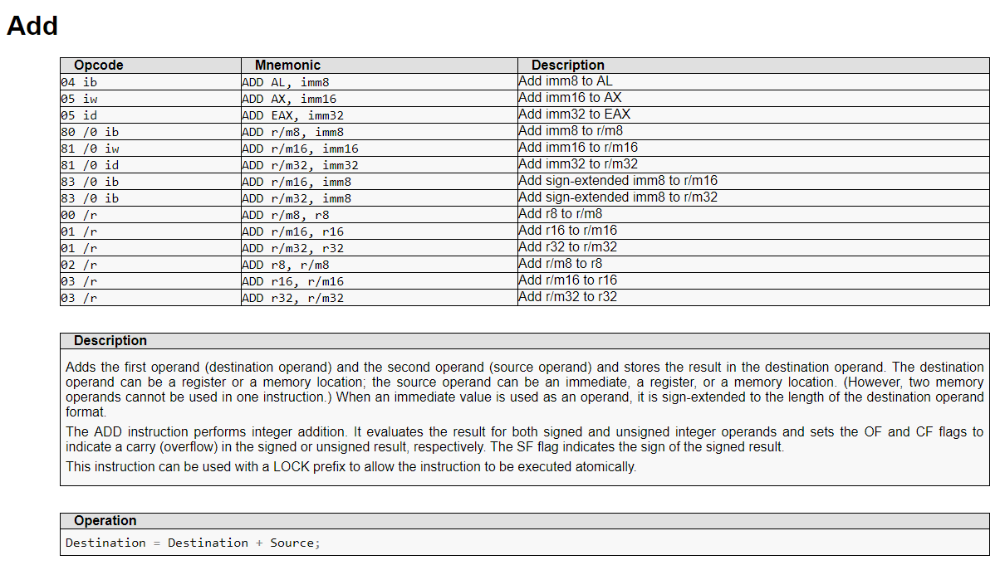 Add
Opcode Mnemonic Description
04 ib ADD AL, imm8 Add imm8 to AL
05 iw ADD AX, imm16 Add imm16 to AX
05 id ADD EAX, imm32 Add imm32 to EAX
80 /0 ib ADD r/m8, imm8 Add imm8 to r/m8
81 /0 iw ADD r/m16, imm16 Add imm16 to r/m16
81 /0 id ADD r/m32, imm32 Add imm32 to r/m32
83 /0 ib ADD r/m16, imm8 Add sign-extended imm8 to r/m16
83 /0 ib ADD r/m32, imm8 Add sign-extended imm8 to r/m32
00 /r ADD r/m8, r8 Add r8 to r/m8
01 /r ADD r/m16, r16 Add r16 to r/m16
01 /r ADD r/m32, r32 Add r32 to r/m32
02 /r ADD r8, r/m8 Add r/m8 to r8
03 /r ADD r16, r/m16 Add r/m16 to r16
03 /r ADD r32, r/m32 Add r/m32 to r32
Description
Adds the first operand (destination operand) and the second operand (source operand) and stores the result in the destination operand. The destination
operand can be a register or a memory location; the source operand can be an immediate, a register, or a memory location. (However, two memory
operands cannot be used in one instruction.) When an immediate value is used as an operand, it is sign-extended to the length of the destination operand
format.
The ADD instruction performs integer addition. It evaluates the result for both signed and unsigned integer operands and sets the OF and CF flags to
indicate a carry (overflow) in the signed or unsigned result, respectively. The SF flag indicates the sign of the signed result.
This instruction can be used with a LOCK prefix to allow the instruction to be executed atomically.
Operation
Destination = Destination + Source;